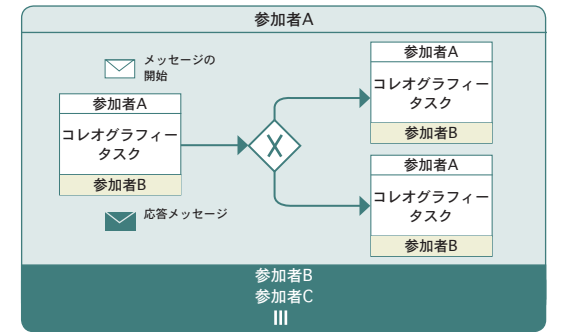 参加者A
メッセージの
開始
参加者A
コレオグラフィー
タスク
参加者B
応答メッセージ
X
参加者A
コレオグラフィー
タスク
参加者B
参加者A
コレオグラフィー
タスク
参加者B
参加者B
参加者C